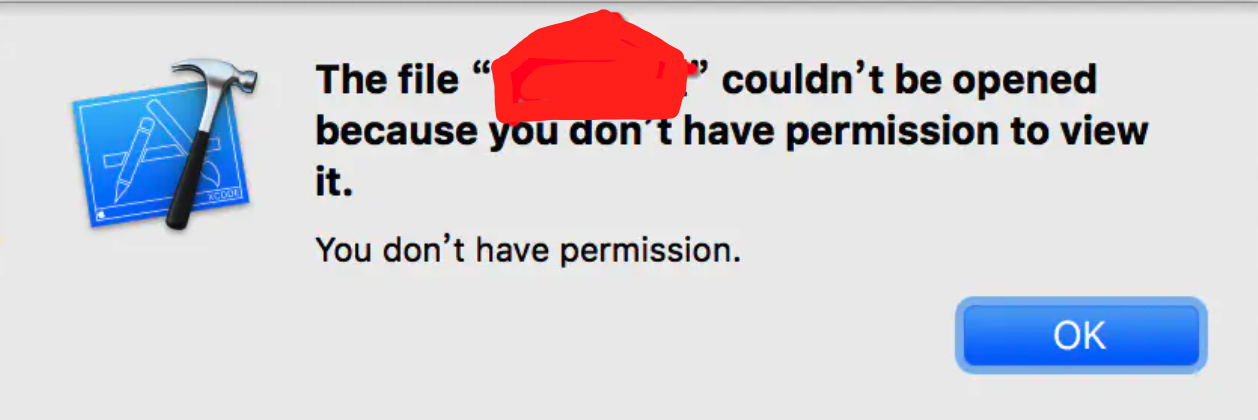 The file “ ” couldn’t be opened
because you don’t have permission to view
it.
You don’t have permission.
OK
XCODE